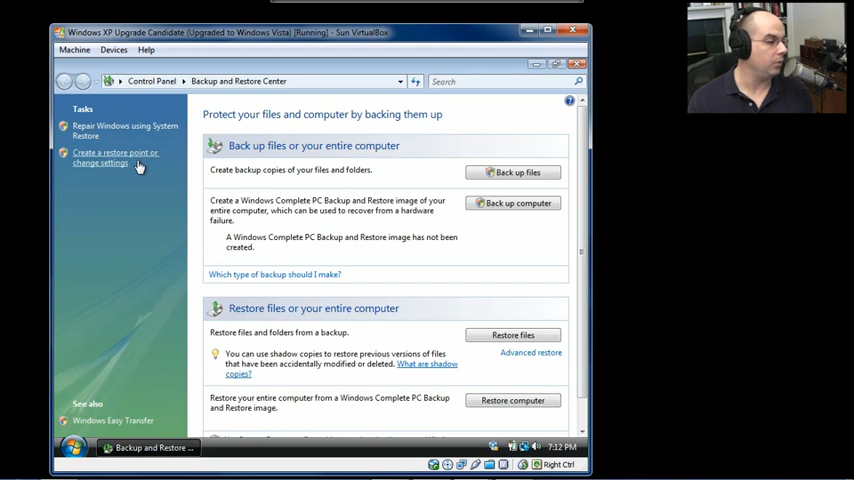 Windows XP Upgrade Candidate (Upgraded to Windows Vista) [Running] - Sun VirtualBox
Machine Devices Help
Control Panel Backup and Restore Center
Search
Tasks
Repair Windows using System
Restore
Create a restore point or
change settings
Protect your files and computer by backing them up
Back up files or your entire computer
Create backup copies of your files and folders.
Back up files
Create a Windows Complete PC Backup and Restore image of your
entire computer, which can be used to recover from a hardware
failure.
Back up computer
A Windows Complete PC Backup and Restore image has not been
created.
Which type of backup should I make?
Restore files or your entire computer
Restore files and folders from a backup.
Restore files
You can use shadow copies to restore previous versions of files
that have been accidentally modified or deleted. What are shadow
copies?
Advanced restore
Restore your entire computer from a Windows Complete PC Backup
and Restore image.
Restore computer
See also
Windows Easy Transfer
Backup and Restore ...
7:12 PM
Right Ctrl